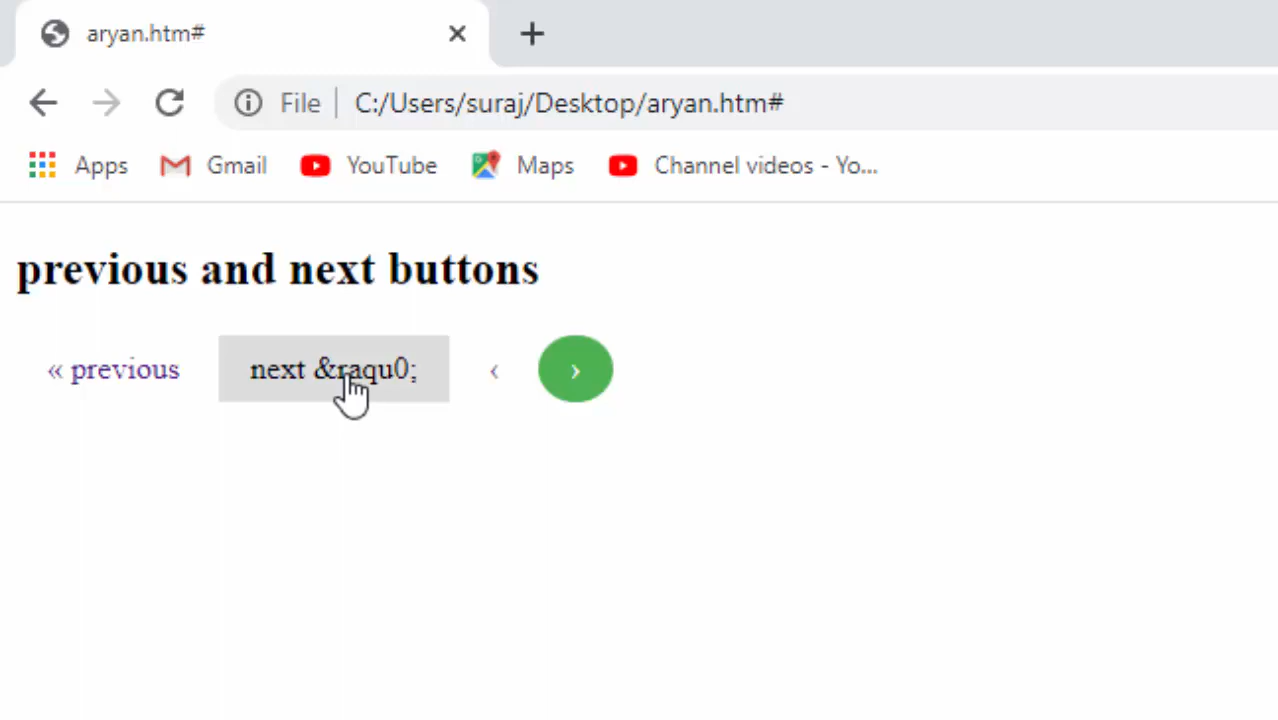 aryan.htm#
File C:/Users/suraj/Desktop/aryan.htm#
Apps Gmail YouTube Maps Channel videos - Yo...
previous and next buttons
« previous next &raqu0; ‹ ›